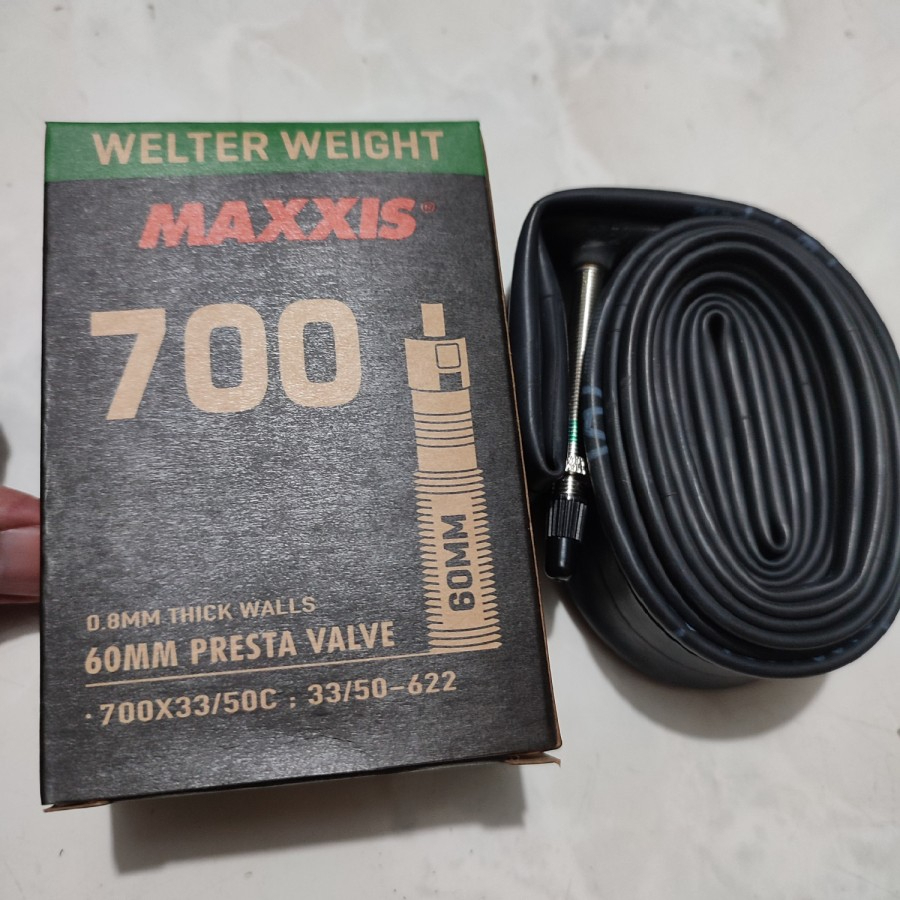 WELTER WEIGHT
MAXXIS®
700
60MM
0.8MM THICK WALLS
60MM PRESTA VALVE
·700X33/50C ; 33/50-622